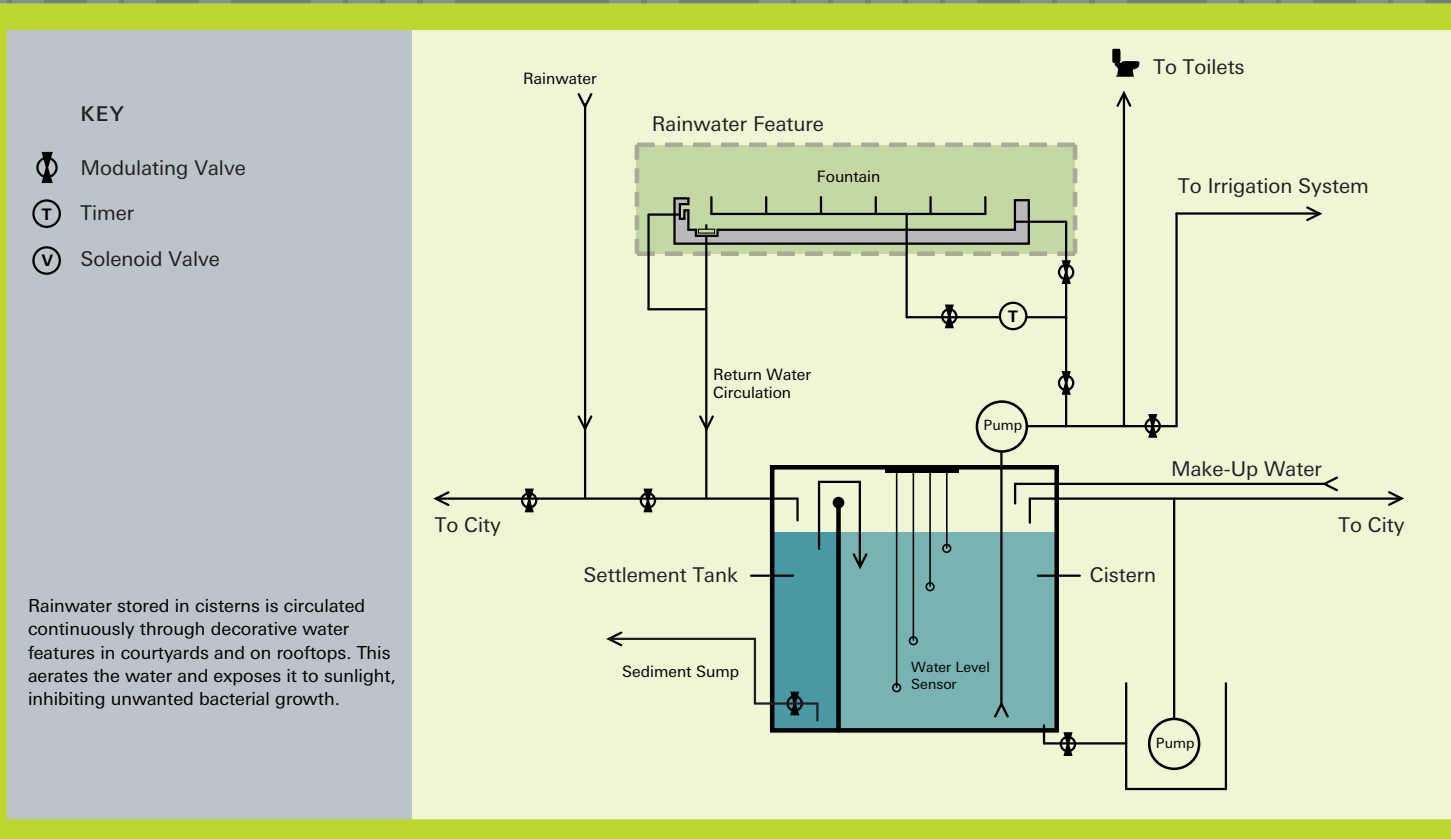 KEY
Modulating Valve
T
Timer
V
Solenoid Valve
Rainwater stored in cisterns is circulated
continuously through decorative water
features in courtyards and on rooftops. This
aerates the water and exposes it to sunlight,
inhibiting unwanted bacterial growth.
Rainwater
To Toilets
Rainwater Feature
Fountain
To Irrigation System
T
Return Water
Circulation
Pump
Make-Up Water
To City
To City
Settlement Tank
Cistern
Sediment Sump
Water Level
Sensor
Pump